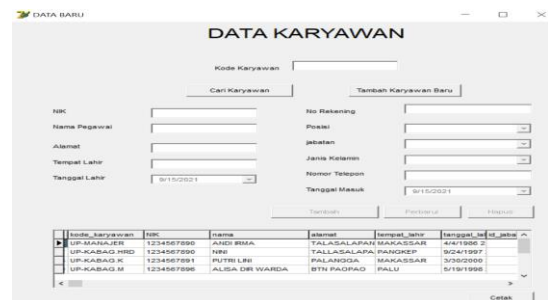 DATA BARU
DATA KARYAWAN
Kode Karyawan
Cari Karyawan Tambah Karyawan Baru
NIK No Rekening
Nama Pegawai Posisi
Alamat jabatan
Tempat Lahir Janis Kelamin
Tanggal Lahir 9/15/2021 Nomor Telepon
Tanggal Masuk 9/15/2021
Tambah Perbarui Hapus
kode_karyawan NIK nama alamat tempat_lahir tanggal_lal id_jaba
UP-MANAJER 1234567890 ANDI IRMA TALASALAPAN MAKASSAR 4/4/1986 2
UP-KABAG.HRD 1234567890 NINI TALLASALAPA PANGKEP 9/24/1997
UP-KABAG.K 1234567891 PUTRI LINI PALANGGA MAKASSAR 3/30/2000
UP-KABAG.M 1234567896 ALISA DIR WARDA BTN PAOPAO PALU 5/19/1998
Cetak